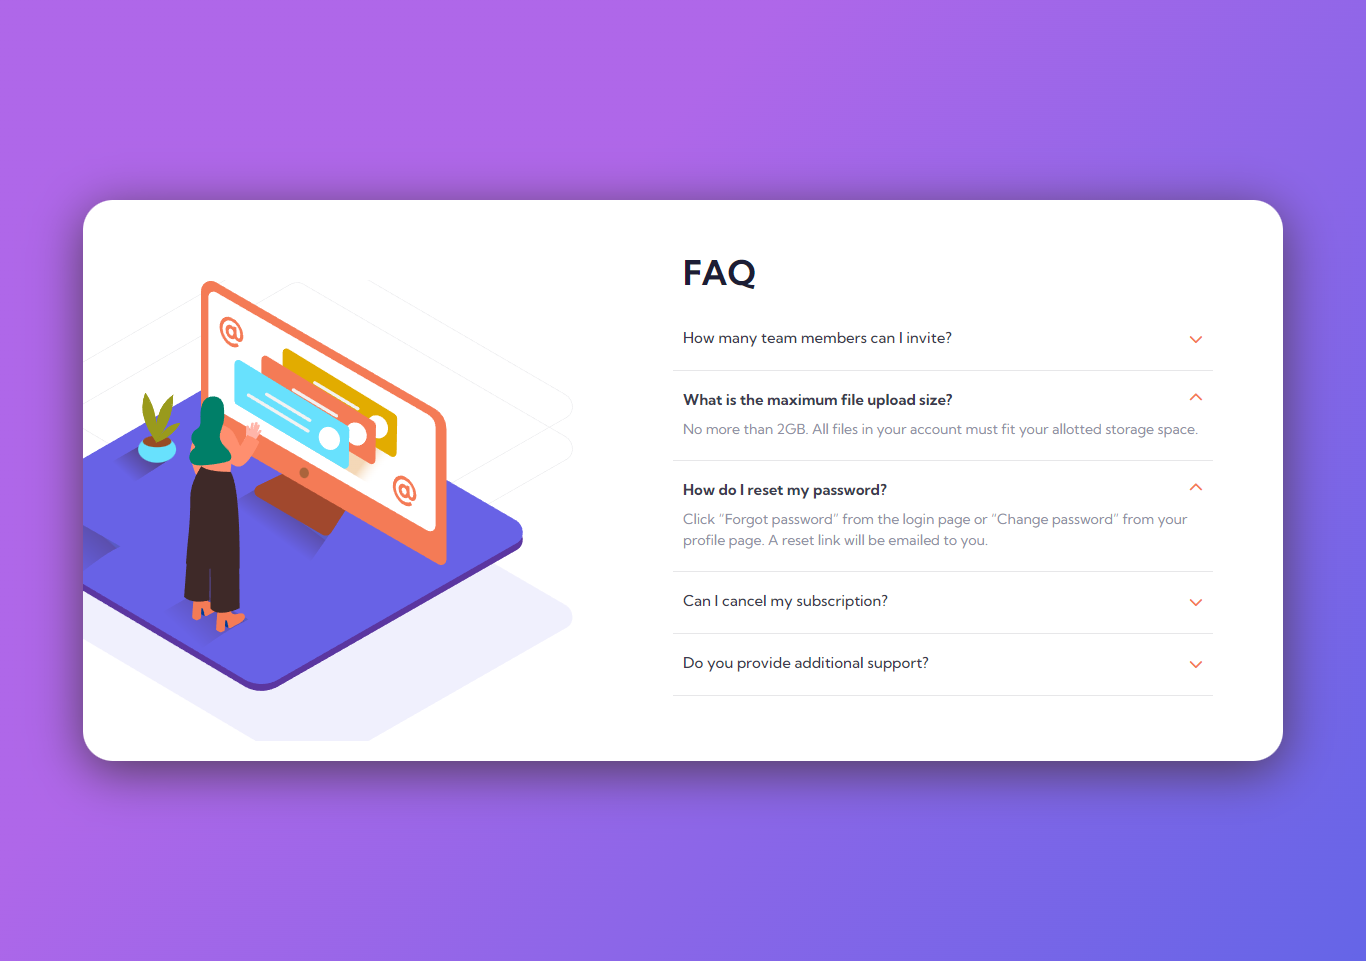 FAQ
How many team members can I invite?
What is the maximum file upload size?
No more than 2GB. All files in your account must fit your allotted storage space.
How do I reset my password?
Click “Forgot password” from the login page or “Change password” from your
profile page. A reset link will be emailed to you.
Can I cancel my subscription?
Do you provide additional support?
@
@